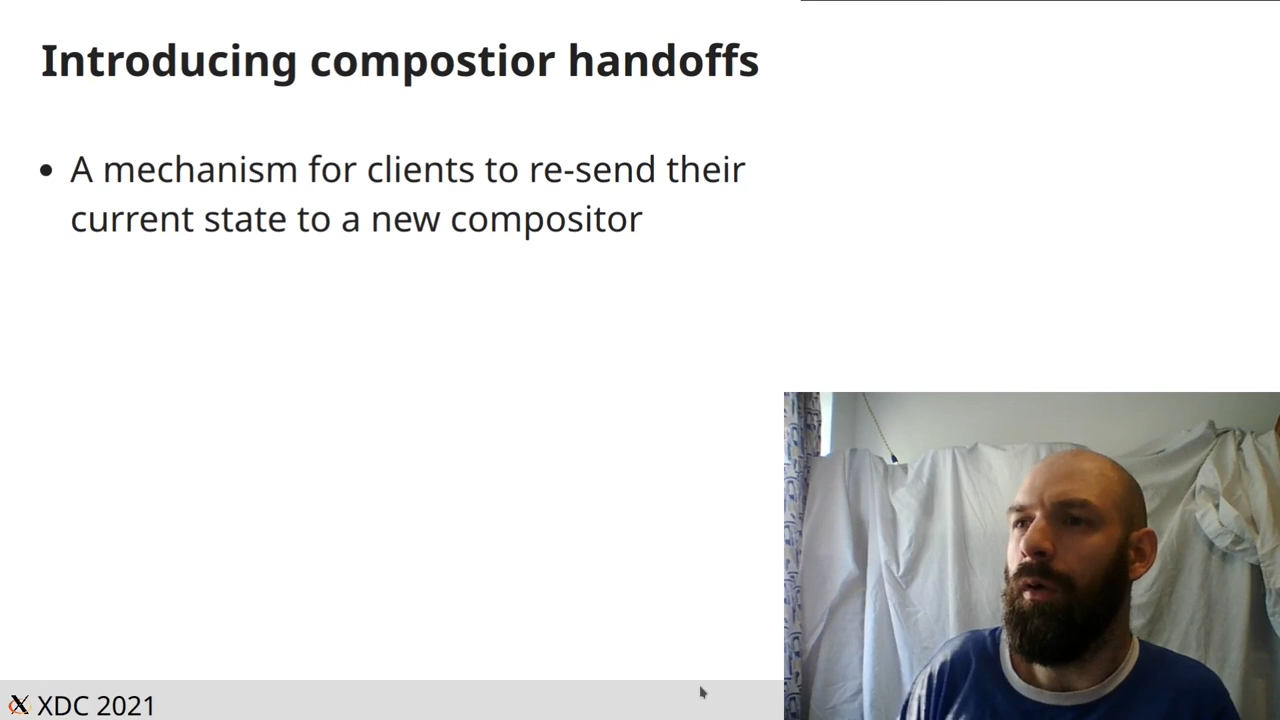 Introducing compostior handoffs
• A mechanism for clients to re-send their
current state to a new compositor
XDC 2021